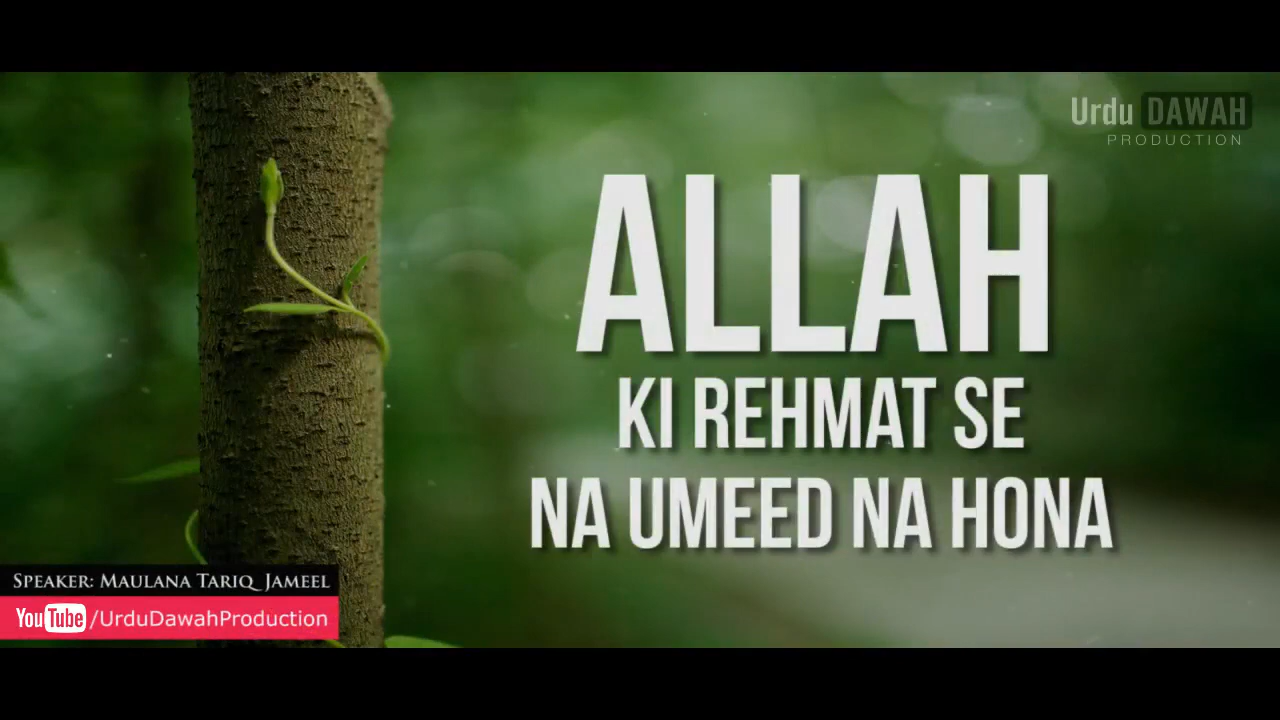 Urdu DAWAH
PRODUCTION
ALLAH
KI REHMAT SE
NA UMEED NA HONA
SPEAKER: MAULANA TARIQ JAMEEL
YouTube /UrduDawahProduction